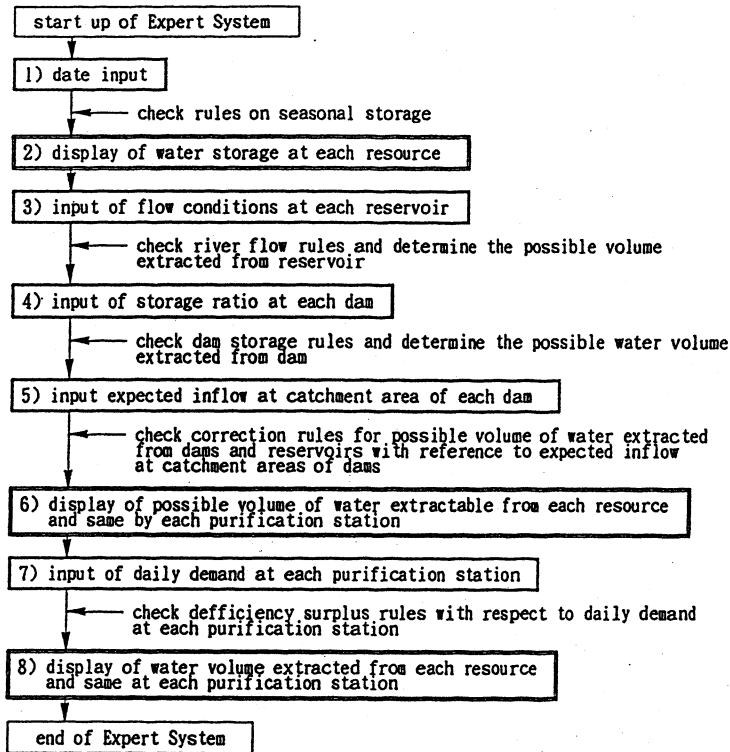 start up of Expert System
1) date input
check rules on seasonal storage
2) display of water storage at each resource
3) input of flow conditions at each reservoir
check river flow rules and determine the possible volume
extracted from reservoir
4) input of storage ratio at each dam
check dam storage rules and determine the possible water volume
extracted from dam
5) input expected inflow at catchment area of each dam
check correction rules for possible volume of water extracted
from dams and reservoirs with reference to expected inflow
at catchment areas of dams
6) display of possible volume of water extractable from each resource
and same by each purification station
7) input of daily demand at each purification station
check defficiency surplus rules with respect to daily demand
at each purification station
8) display of water volume extracted from each resource
and same at each purification station
end of Expert System